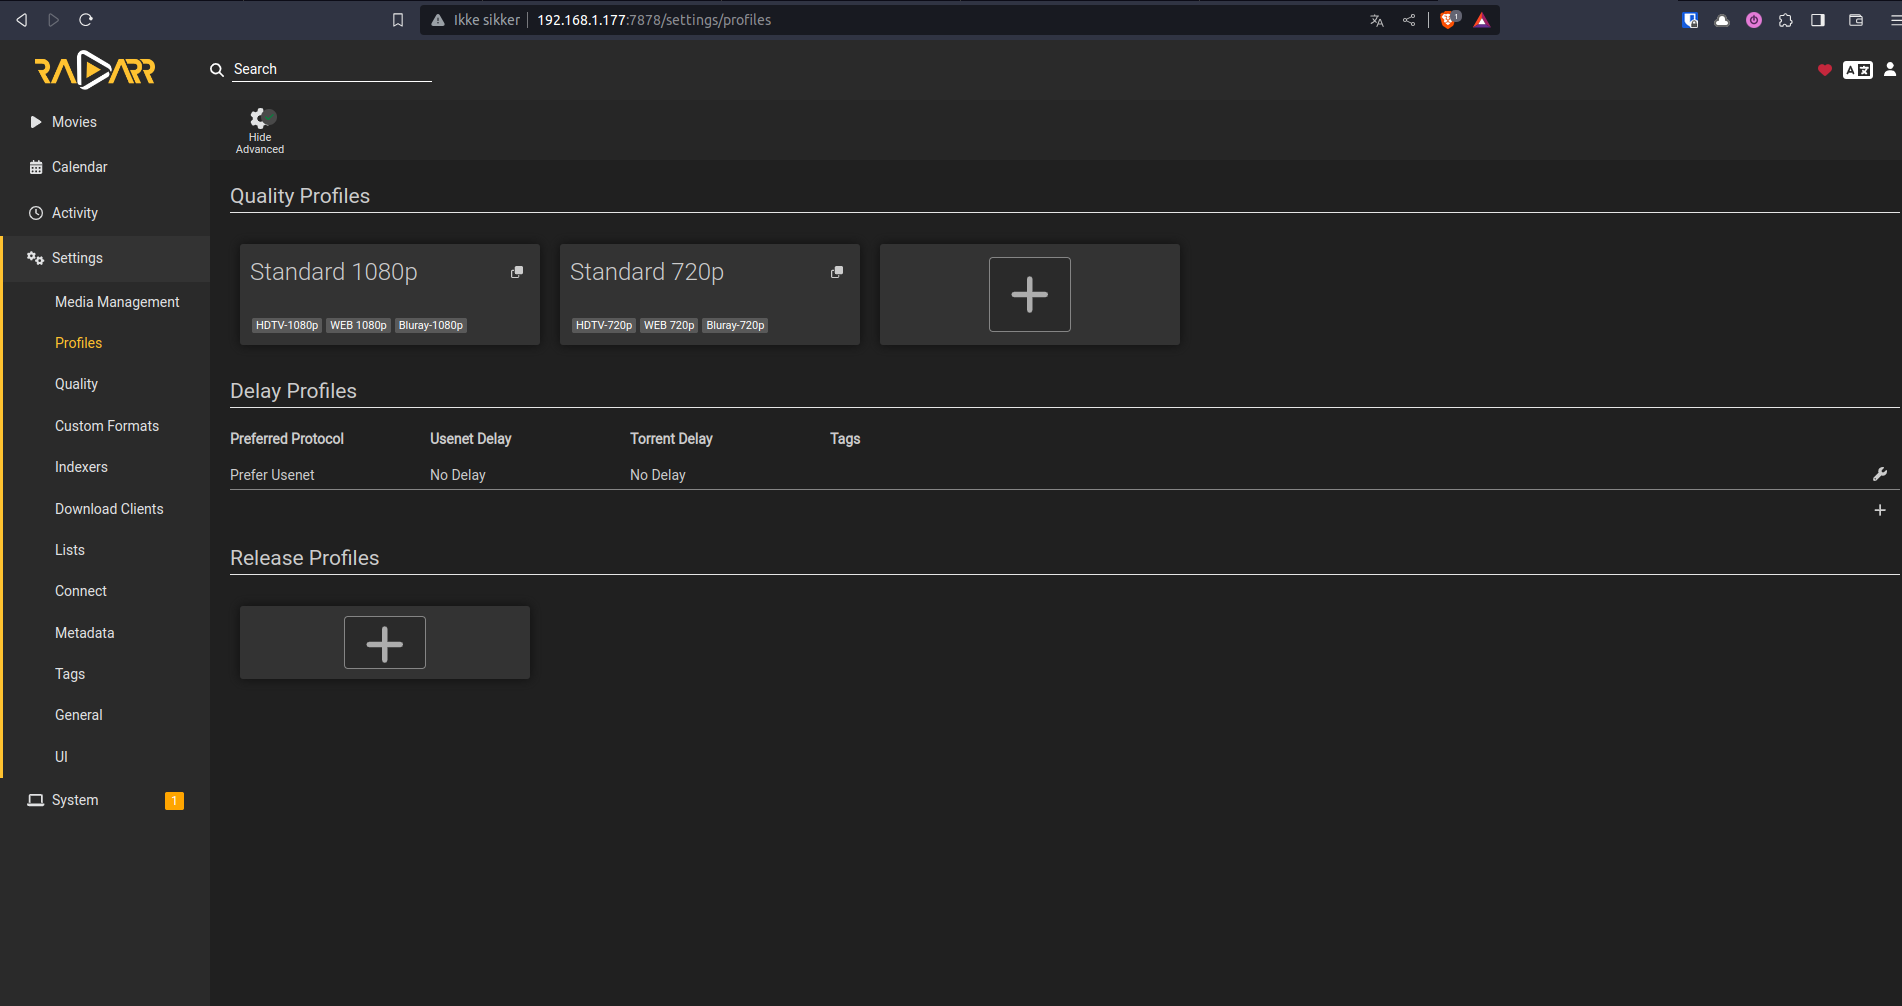 Ikke sikker 192.168.1.177:7878/settings/profiles 1
RADARR
Search
Movies
Calendar
Activity
Settings
Media Management
Profiles
Quality
Custom Formats
Indexers
Download Clients
Lists
Connect
Metadata
Tags
General
UI
System 1
Hide
Advanced
Quality Profiles
Standard 1080p
HDTV-1080p WEB 1080p Bluray-1080p
Standard 720p
HDTV-720p WEB 720p Bluray-720p
Delay Profiles
Preferred Protocol Usenet Delay Torrent Delay Tags
Prefer Usenet No Delay No Delay
Release Profiles